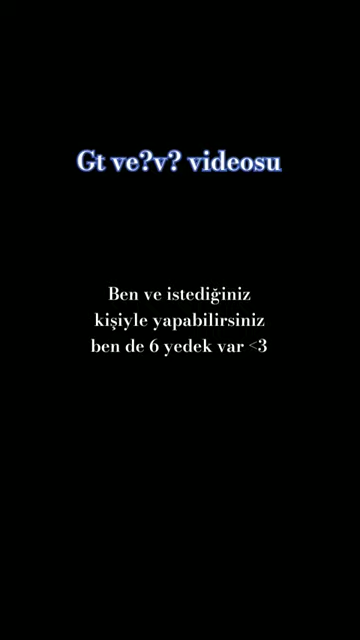 Gt ve?v? videosu
Ben ve istediğiniz
kişiyle yapabilirsiniz
ben de 6 yedek var <3